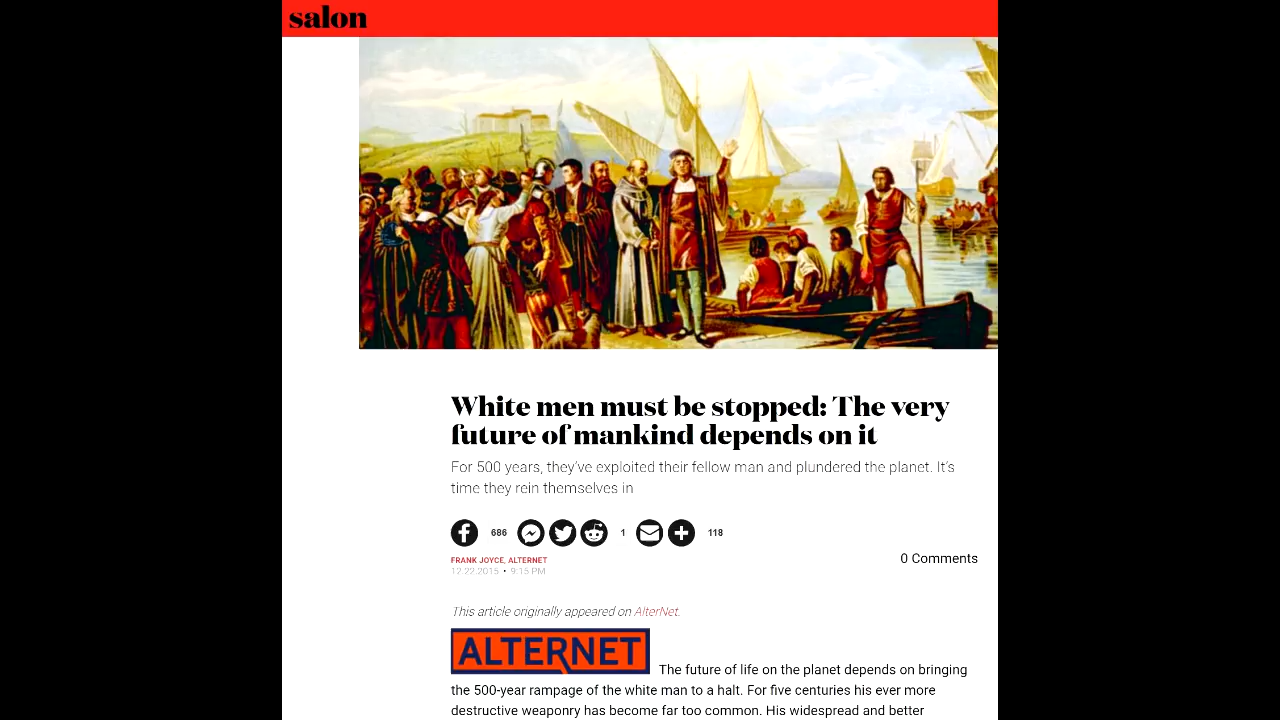 salon
White men must be stopped: The very
future of mankind depends on it
For 500 years, they've exploited their fellow man and plundered the planet. It's
time they rein themselves in
686
1
118
FRANK JOYCE, ALTERNET
0 Comments
12.22.2015 • 9:15 PM
This article originally appeared on AlterNet.
ALTERNET
The future of life on the planet depends on bringing
the 500-year rampage of the white man to a halt. For five centuries his ever more
destructive weaponry has become far too common. His widespread and better